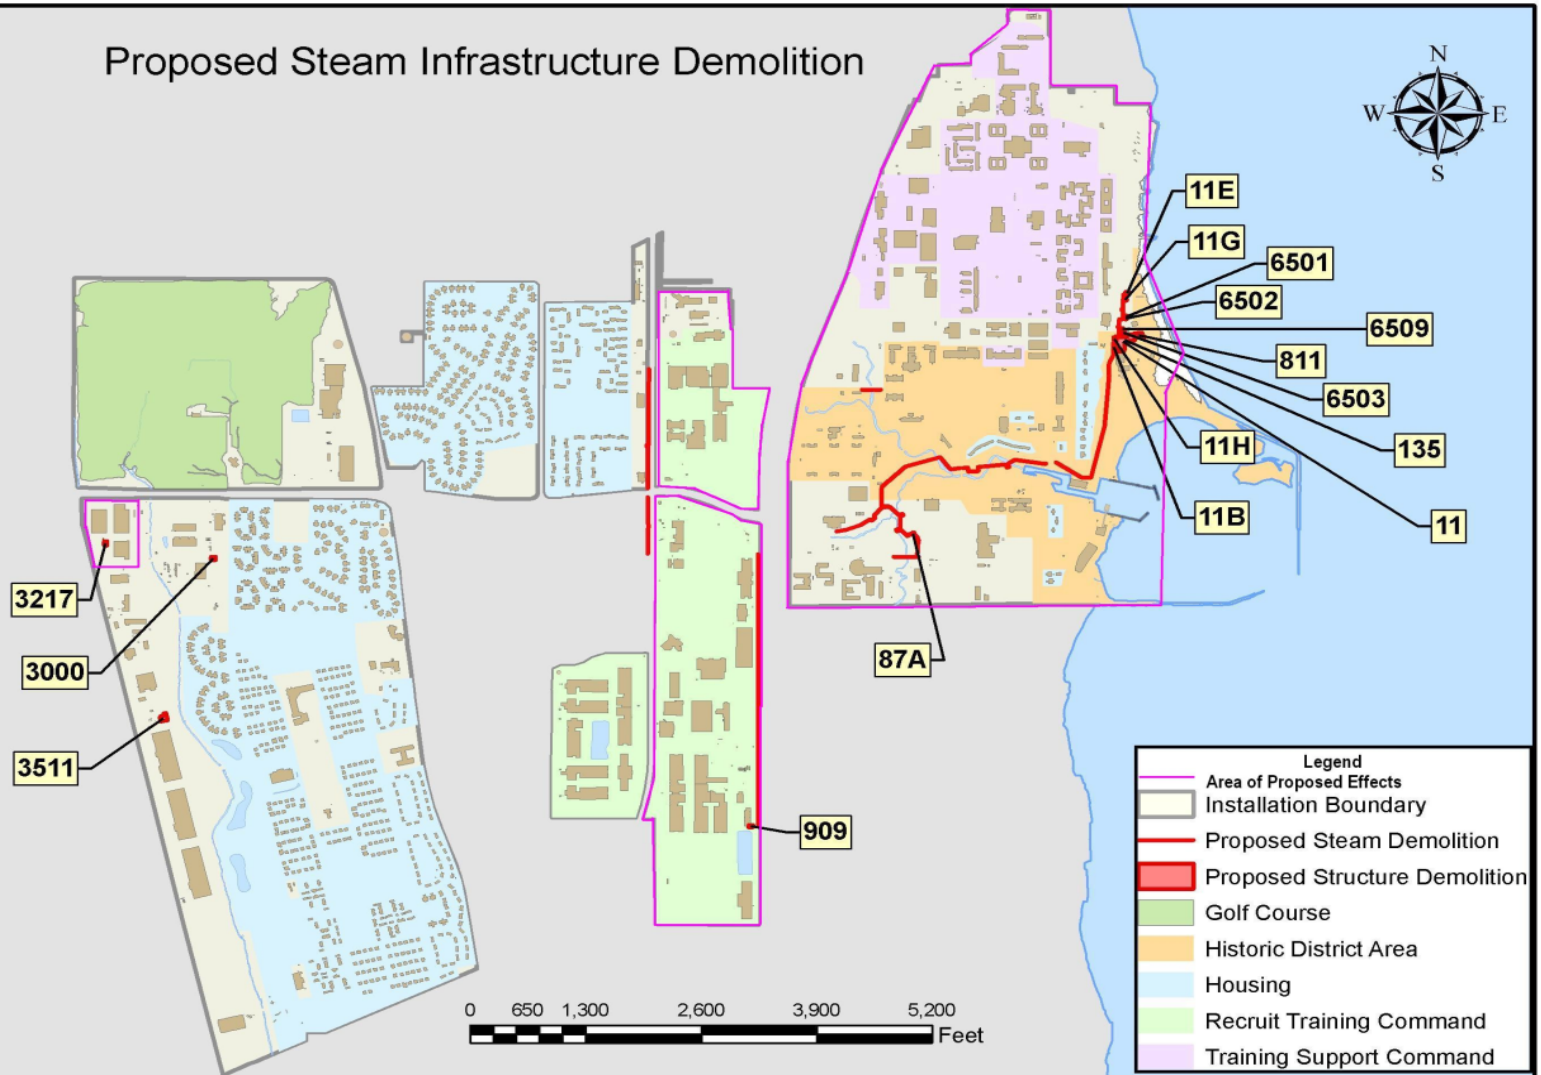 Proposed Steam Infrastructure Demolition
N
W E
S
11E
11G
6501
6502
6509
811
6503
135
11H
11B
11
87A
3217
3000
3511
909
0 650 1,300 2,600 3,900 5,200
Feet
Legend
Area of Proposed Effects
Installation Boundary
Proposed Steam Demolition
Proposed Structure Demolition
Golf Course
Historic District Area
Housing
Recruit Training Command
Training Support Command